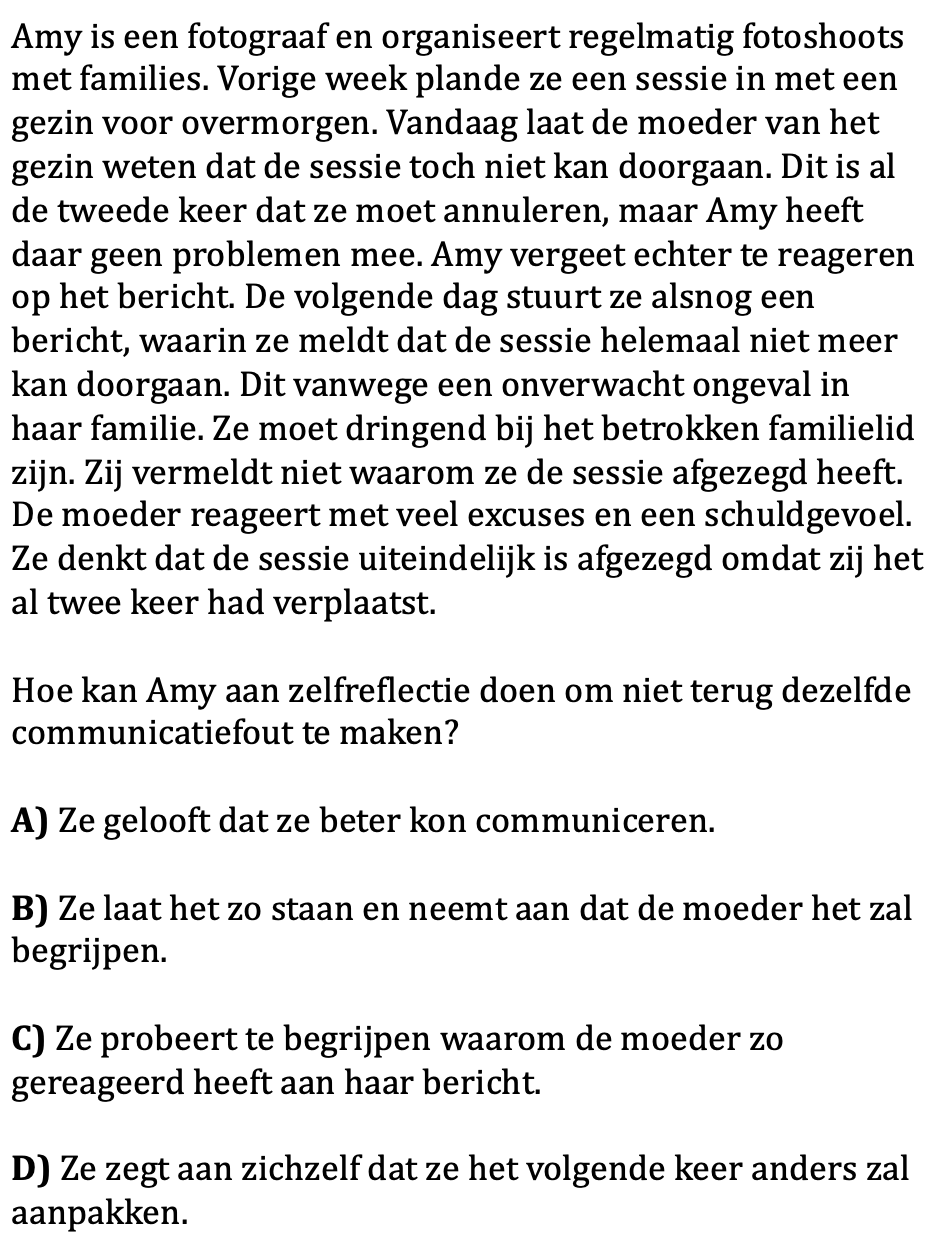 Amy is een fotograaf en organiseert regelmatig fotoshoots
met families. Vorige week plande ze een sessie in met een
gezin voor overmorgen. Vandaag laat de moeder van het
gezin weten dat de sessie toch niet kan doorgaan. Dit is al
de tweede keer dat ze moet annuleren, maar Amy heeft
daar geen problemen mee. Amy vergeet echter te reageren
op het bericht. De volgende dag stuurt ze alsnog een
bericht, waarin ze meldt dat de sessie helemaal niet meer
kan doorgaan. Dit vanwege een onverwacht ongeval in
haar familie. Ze moet dringend bij het betrokken familielid
zijn. Zij vermeldt niet waarom ze de sessie afgezegd heeft.
De moeder reageert met veel excuses en een schuldgevoel.
Ze denkt dat de sessie uiteindelijk is afgezegd omdat zij het
al twee keer had verplaatst.
Hoe kan Amy aan zelfreflectie doen om niet terug dezelfde
communicatiefout te maken?
A) Ze gelooft dat ze beter kon communiceren.
B) Ze laat het zo staan en neemt aan dat de moeder het zal
begrijpen.
C) Ze probeert te begrijpen waarom de moeder zo
gereageerd heeft aan haar bericht.
D) Ze zegt aan zichzelf dat ze het volgende keer anders zal
aanpakken.